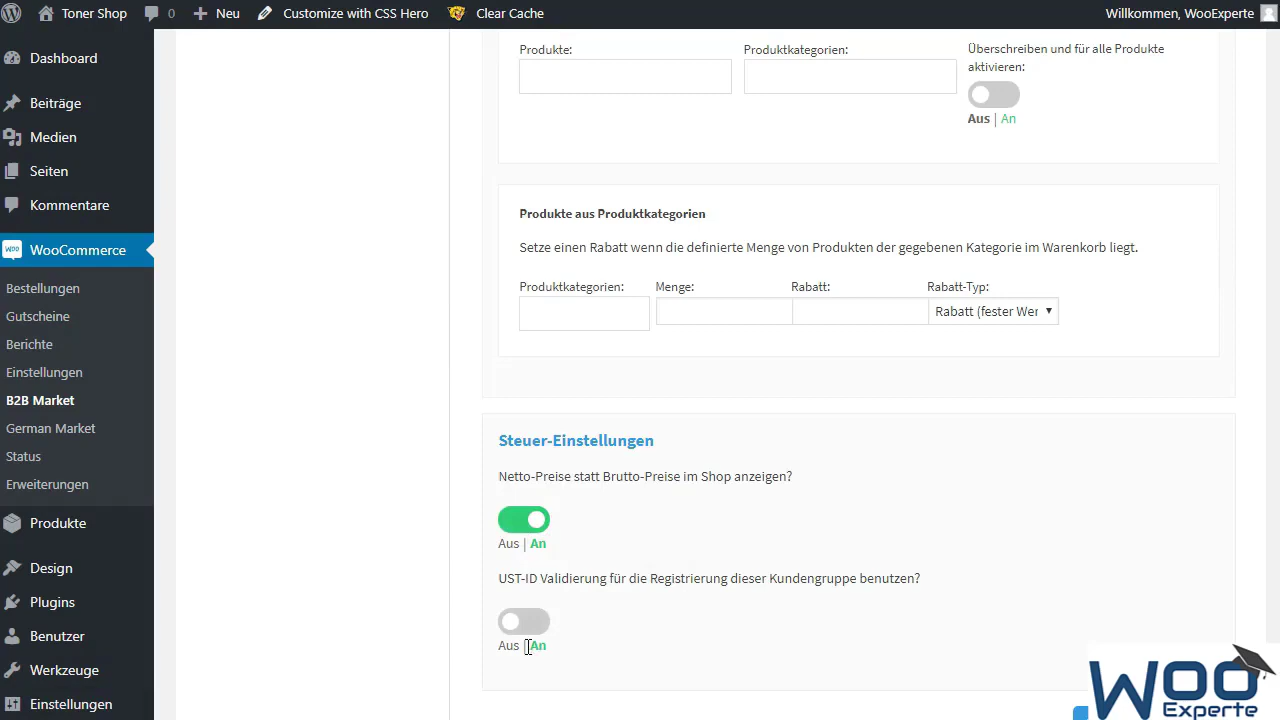 Toner Shop
0
Neu
Customize with CSS Hero
Clear Cache
Willkommen, WooExperte
Dashboard
Beiträge
Medien
Seiten
Kommentare
WOO
WooCommerce
Bestellungen
Gutscheine
Berichte
Einstellungen
B2B Market
German Market
Status
Erweiterungen
Produkte
Design
Plugins
Benutzer
Werkzeuge
Einstellungen
Produkte:
Produktkategorien:
Überschreiben und für alle Produkte
aktivieren:
Aus | An
Produkte aus Produktkategorien
Setze einen Rabatt wenn die definierte Menge von Produkten der gegebenen Kategorie im Warenkorb liegt.
Produktkategorien:
Menge:
Rabatt:
Rabatt-Typ:
Rabatt (fester Wer
Steuer-Einstellungen
Netto-Preise statt Brutto-Preise im Shop anzeigen?
Aus | An
UST-ID Validierung für die Registrierung dieser Kundengruppe benutzen?
Aus | An
WOO
Experte